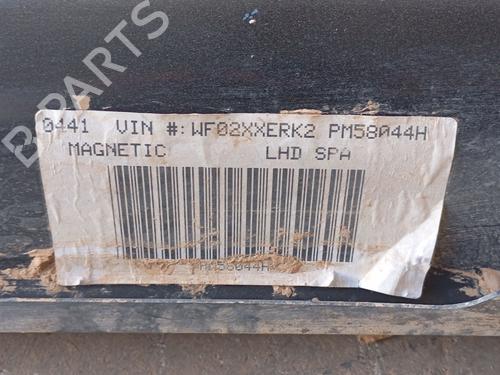 B PARTS
0441 VIN #: WF02XXERK2 PM58044H
MAGNETIC LHD SPA
PM58044H